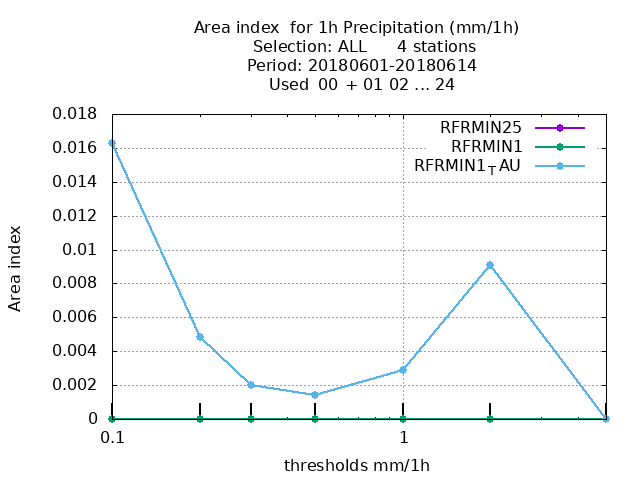 Area index  for 1h Precipitation (mm/1h)
Selection: ALL      4 stations
Period: 20180601-20180614
Used  00  + 01 02 ... 24
0.018
0.016
0.014
0.012
0.01
0.008
0.006
0.004
0.002
0
Area index
RFRMIN25
RFRMIN1
RFRMIN1TAU
0.1
1
thresholds mm/1h